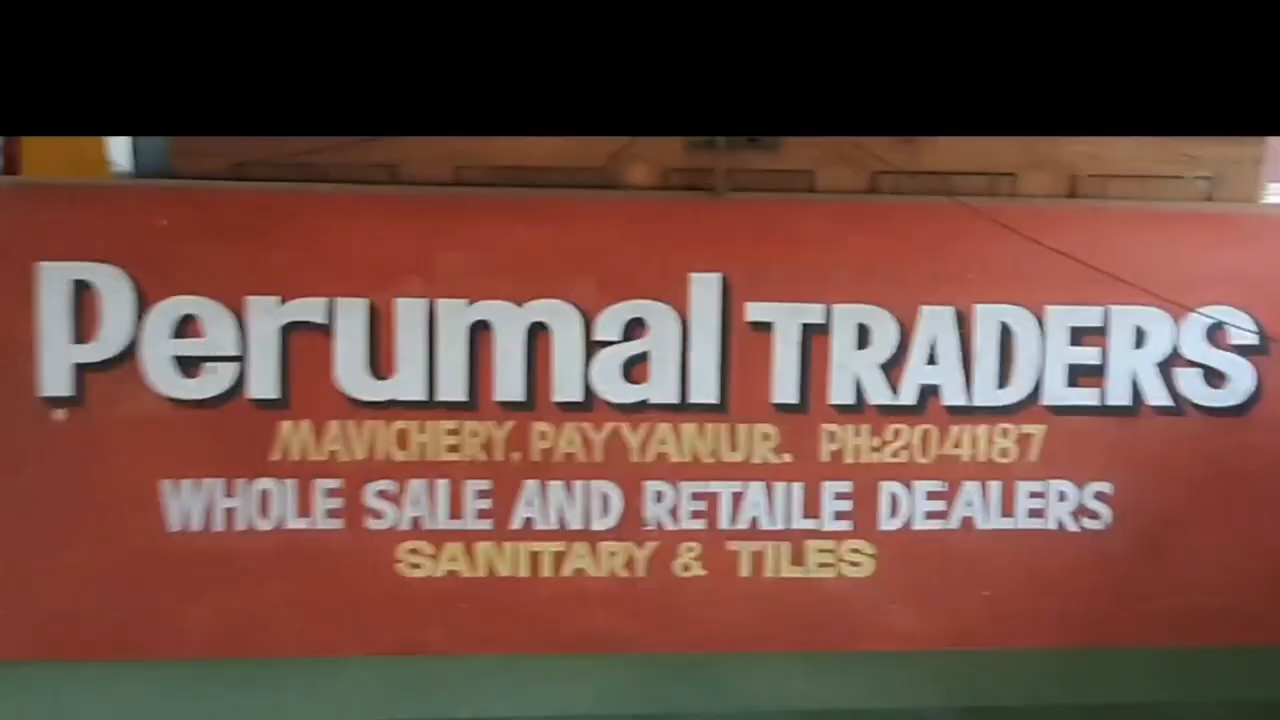 Perumal TRADERS
MAVICHERY. PAYYANUR. PH:204187
WHOLE SALE AND RETAILE DEALERS
SANITARY & TILES